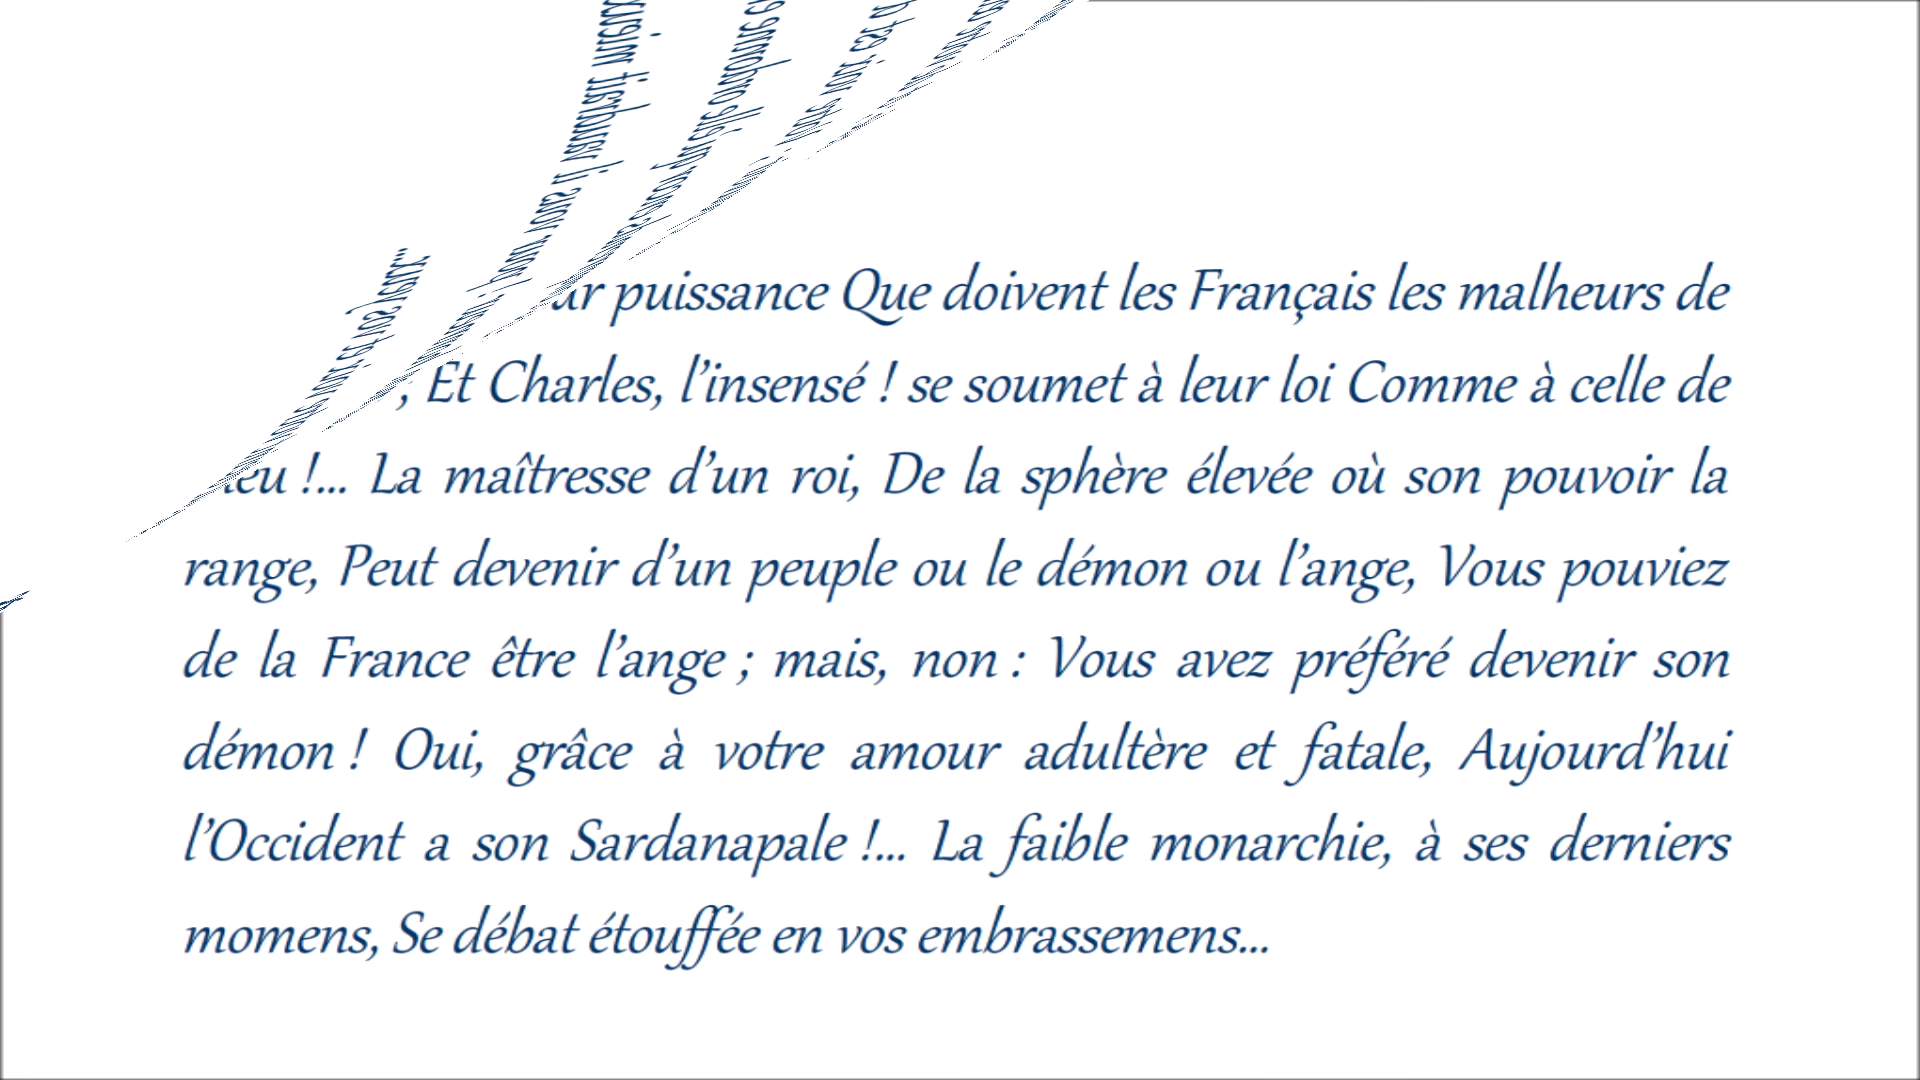 puissance Que doivent les Français les malheurs de
; Et Charles, l’insensé ! se soumet à leur loi Comme à celle de
!... La maîtresse d’un roi, De la sphère élevée où son pouvoir la
range, Peut devenir d’un peuple ou le démon ou l’ange, Vous pouviez
de la France être l’ange ; mais, non : Vous avez préféré devenir son
démon ! Oui, grâce à votre amour adultère et fatale, Aujourd’hui
l’Occident a son Sardanapale !... La faible monarchie, à ses derniers
momens, Se débat étouffée en vos embrassemens...